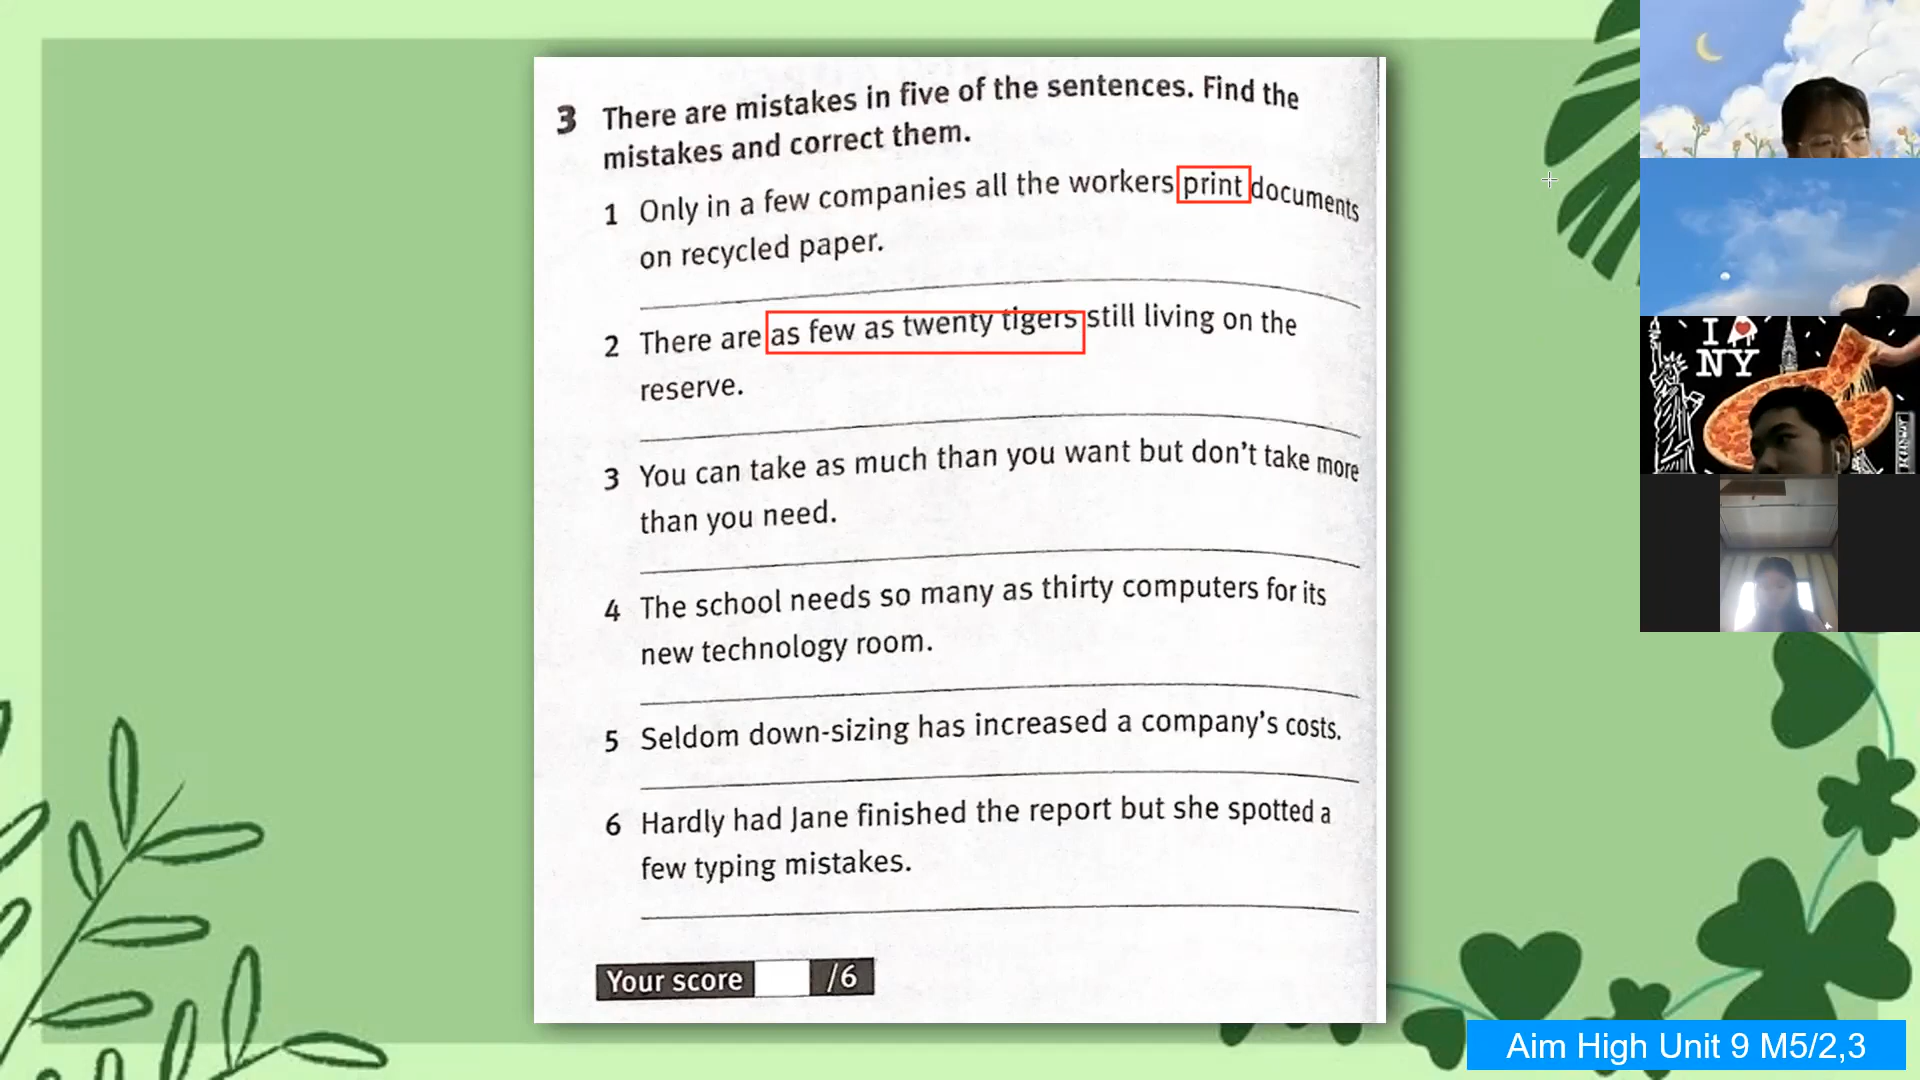 3 There are mistakes in five of the sentences. Find the
mistakes and correct them.
1 Only in a few companies all the workers print documents
on recycled paper.
2 There are as few as twenty tigers still living on the
reserve.
3 You can take as much than you want but don't take more
than you need.
4 The school needs so many as thirty computers for its
new technology room.
5 Seldom down-sizing has increased a company's costs.
6 Hardly had Jane finished the report but she spotted a
few typing mistakes.
Your score /6
I
NY
Aim High Unit 9 M5/2,3